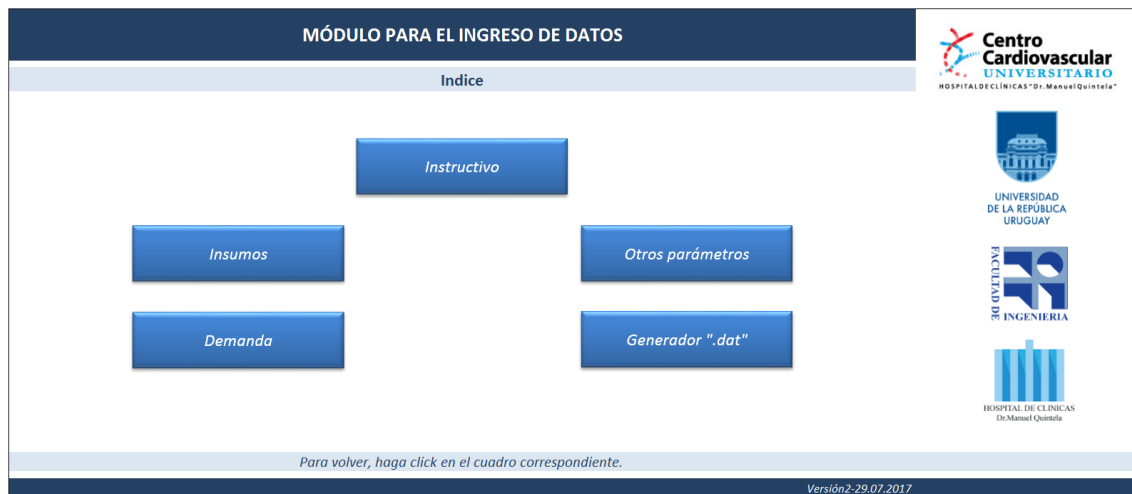 MÓDULO PARA EL INGRESO DE DATOS
Indice
Instructivo
Insumos
Otros parámetros
Demanda
Generador ".dat"
Para volver, haga click en el cuadro correspondiente.
Versión2-29.07.2017
Centro
Cardiovascular
UNIVERSITARIO
HOSPITAL DE CLÍNICAS "Dr. Manuel Quintela"
UNIVERSIDAD
DE LA REPÚBLICA
URUGUAY
FACULTAD DE
INGENIERIA
HOSPITAL DE CLINICAS
Dr.Manuel Quintela